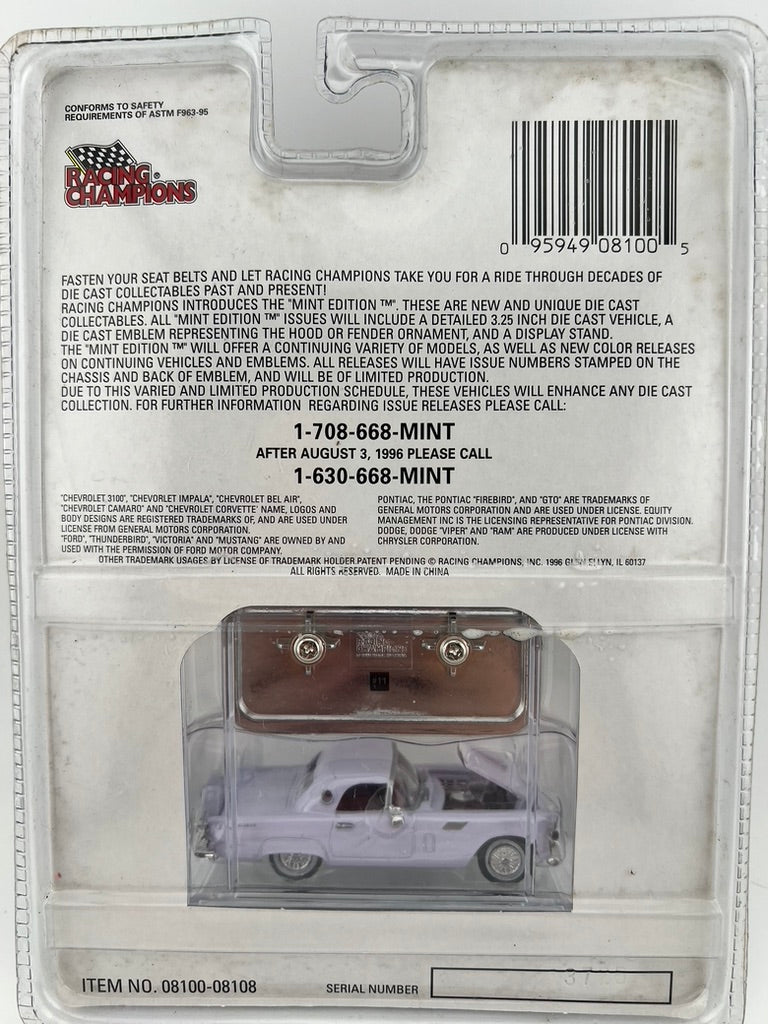 CONFORMS TO SAFETY
REQUIREMENTS OF ASTM F963-95
RACING®
CHAMPIONS
0 95949 08100 5
FASTEN YOUR SEAT BELTS AND LET RACING CHAMPIONS TAKE YOU FOR A RIDE THROUGH DECADES OF
DIE CAST COLLECTABLES PAST AND PRESENT!
RACING CHAMPIONS INTRODUCES THE "MINT EDITION ™". THESE ARE NEW AND UNIQUE DIE CAST
COLLECTABLES. ALL "MINT EDITION ™" ISSUES WILL INCLUDE A DETAILED 3.25 INCH DIE CAST VEHICLE, A
DIE CAST EMBLEM REPRESENTING THE HOOD OR FENDER ORNAMENT, AND A DISPLAY STAND.
THE "MINT EDITION ™" WILL OFFER A CONTINUING VARIETY OF MODELS, AS WELL AS NEW COLOR RELEASES
ON CONTINUING VEHICLES AND EMBLEMS. ALL RELEASES WILL HAVE ISSUE NUMBERS STAMPED ON THE
CHASSIS AND BACK OF EMBLEM, AND WILL BE OF LIMITED PRODUCTION.
DUE TO THIS VARIED AND LIMITED PRODUCTION SCHEDULE, THESE VEHICLES WILL ENHANCE ANY DIE CAST
COLLECTION. FOR FURTHER INFORMATION REGARDING ISSUE RELEASES PLEASE CALL:
1-708-668-MINT
AFTER AUGUST 3, 1996 PLEASE CALL
1-630-668-MINT
"CHEVROLET 3100", "CHEVORLET IMPALA", "CHEVROLET BEL AIR",
"CHEVROLET CAMARO" AND "CHEVROLET CORVETTE" NAME, LOGOS AND
BODY DESIGNS ARE REGISTERED TRADEMARKS OF, AND ARE USED UNDER
LICENSE FROM GENERAL MOTORS CORPORATION.
"FORD", "THUNDERBIRD", "VICTORIA" AND "MUSTANG" ARE OWNED BY AND
USED WITH THE PERMISSION OF FORD MOTOR COMPANY.
PONTIAC, THE PONTIAC "FIREBIRD", AND "GTO" ARE TRADEMARKS OF
GENERAL MOTORS CORPORATION AND ARE USED UNDER LICENSE. EQUITY
MANAGEMENT INC IS THE LICENSING REPRESENTATIVE FOR PONTIAC DIVISION.
DODGE, DODGE "VIPER" AND "RAM" ARE PRODUCED UNDER LICENSE WITH
CHRYSLER CORPORATION.
OTHER TRADEMARK USAGES BY LICENSE OF TRADEMARK HOLDER.PATENT PENDING © RACING CHAMPIONS, INC. 1996 GLEN ELLYN, IL 60137
ALL RIGHTS RESERVED. MADE IN CHINA
RACING
CHAMPIONS
#11
ITEM NO. 08100-08108
SERIAL NUMBER